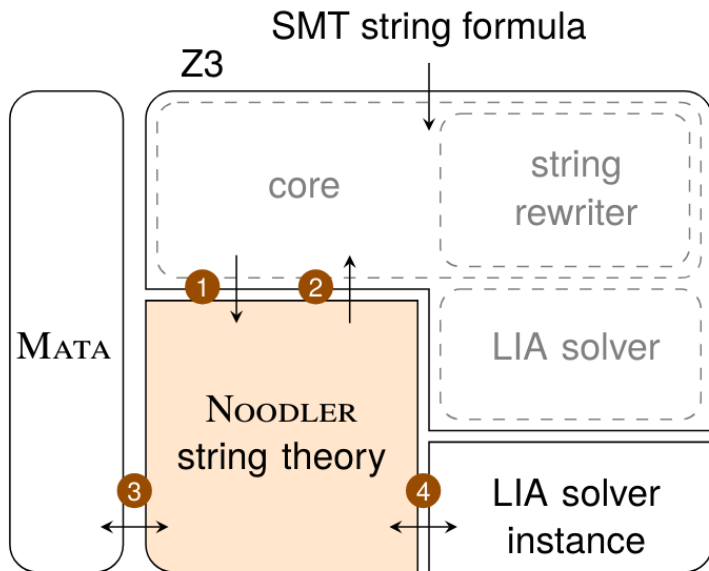 SMT string formula
Z3
core
string
rewriter
1
2
LIA solver
MATA
NOODLER
string theory
3
4
LIA solver
instance